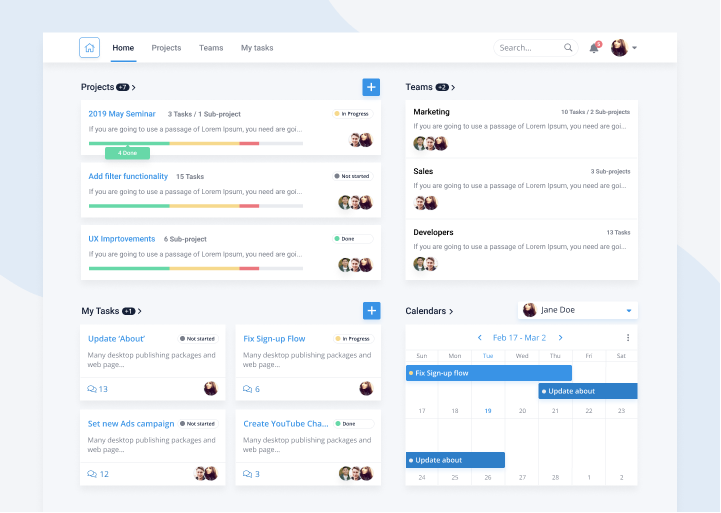 Home Projects Teams My tasks Search... 3
Projects +7
2019 May Seminar 3 Tasks / 1 Sub-project In Progress
If you are going to use a passage of Lorem Ipsum, you need are goi...
4 Done
Add filter functionality 15 Tasks Not started
If you are going to use a passage of Lorem Ipsum, you need are goi...
UX Imprtovements 6 Sub-project Done
If you are going to use a passage of Lorem Ipsum, you need are goi...
Teams +2
Marketing 10 Tasks / 2 Sub-projects
If you are going to use a passage of Lorem Ipsum, you need are goi...
Sales 3 Sub-projects
If you are going to use a passage of Lorem Ipsum, you need are goi...
Developers 13 Tasks
If you are going to use a passage of Lorem Ipsum, you need are goi...
My Tasks +1
Update ‘About’ Not started
Many desktop publishing packages and
web page...
13
Fix Sign-up Flow In Progress
Many desktop publishing packages and
web page...
6
Set new Ads campaign Not started
Many desktop publishing packages and
web page...
12
Create YouTube Cha... Done
Many desktop publishing packages and
web page...
3
Calendars Jane Doe
Feb 17 - Mar 2
Sun Mon Tue Wed Thu Fri Sat
Fix Sign-up flow
Update about
17 18 19 20 21 22 23
Update about
24 25 26 27 28 1 2